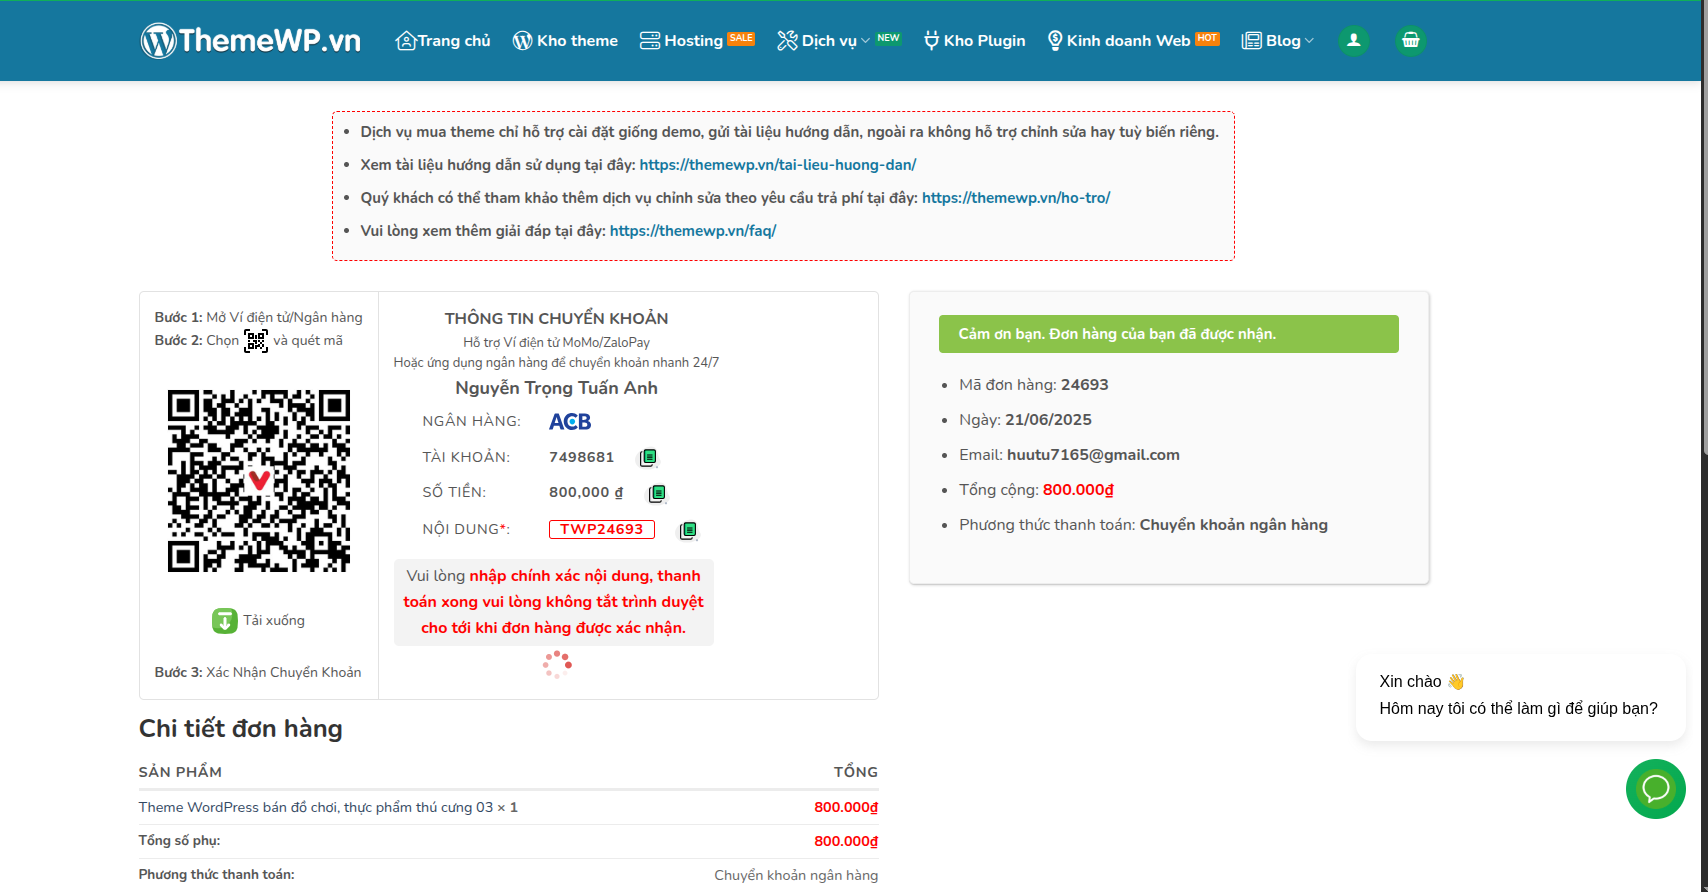 ThemeWP.vn
Trang chủ
Kho theme
Hosting SALE
Dịch vụ NEW
Kho Plugin
Kinh doanh Web HOT
Blog
Dịch vụ mua theme chỉ hỗ trợ cài đặt giống demo, gửi tài liệu hướng dẫn, ngoài ra không hỗ trợ chỉnh sửa hay tuỳ biến riêng.
Xem tài liệu hướng dẫn sử dụng tại đây: https://themewp.vn/tai-lieu-huong-dan/
Quý khách có thể tham khảo thêm dịch vụ chỉnh sửa theo yêu cầu trả phí tại đây: https://themewp.vn/ho-tro/
Vui lòng xem thêm giải đáp tại đây: https://themewp.vn/faq/
Bước 1: Mở Ví điện tử/Ngân hàng
Bước 2: Chọn và quét mã
Tải xuống
Bước 3: Xác Nhận Chuyển Khoản
THÔNG TIN CHUYỂN KHOẢN
Hỗ trợ Ví điện tử MoMo/ZaloPay
Hoặc ứng dụng ngân hàng để chuyển khoản nhanh 24/7
Nguyễn Trọng Tuấn Anh
NGÂN HÀNG: ACB
TÀI KHOẢN: 7498681
SỐ TIỀN: 800,000 ₫
NỘI DUNG*: TWP24693
Vui lòng nhập chính xác nội dung, thanh
toán xong vui lòng không tắt trình duyệt
cho tới khi đơn hàng được xác nhận.
Cảm ơn bạn. Đơn hàng của bạn đã được nhận.
Mã đơn hàng: 24693
Ngày: 21/06/2025
Email: huutu7165@gmail.com
Tổng cộng: 800.000₫
Phương thức thanh toán: Chuyển khoản ngân hàng
Chi tiết đơn hàng
SẢN PHẨM TỔNG
Theme WordPress bán đồ chơi, thực phẩm thú cưng 03 × 1 800.000₫
Tổng số phụ: 800.000₫
Phương thức thanh toán: Chuyển khoản ngân hàng
Xin chào 👋
Hôm nay tôi có thể làm gì để giúp bạn?